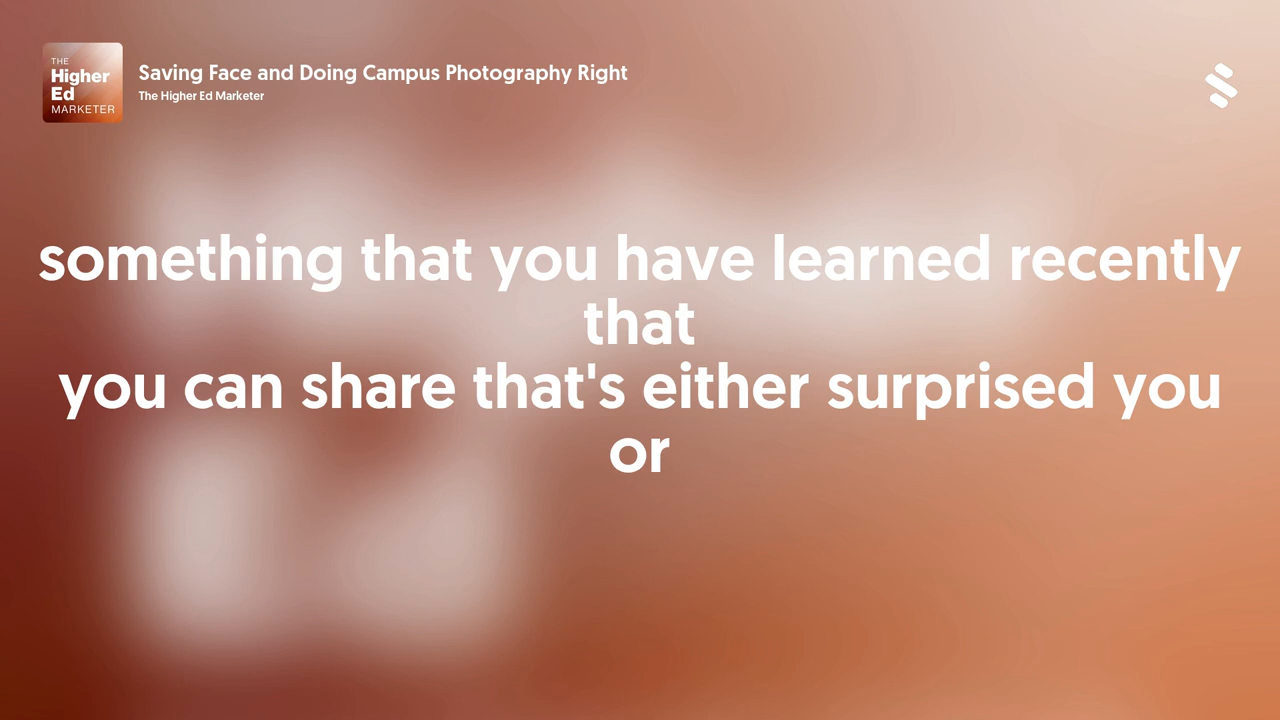 THE
Higher
Ed
MARKETER
Saving Face and Doing Campus Photography Right
The Higher Ed Marketer
something that you have learned recently
that
you can share that's either surprised you
or